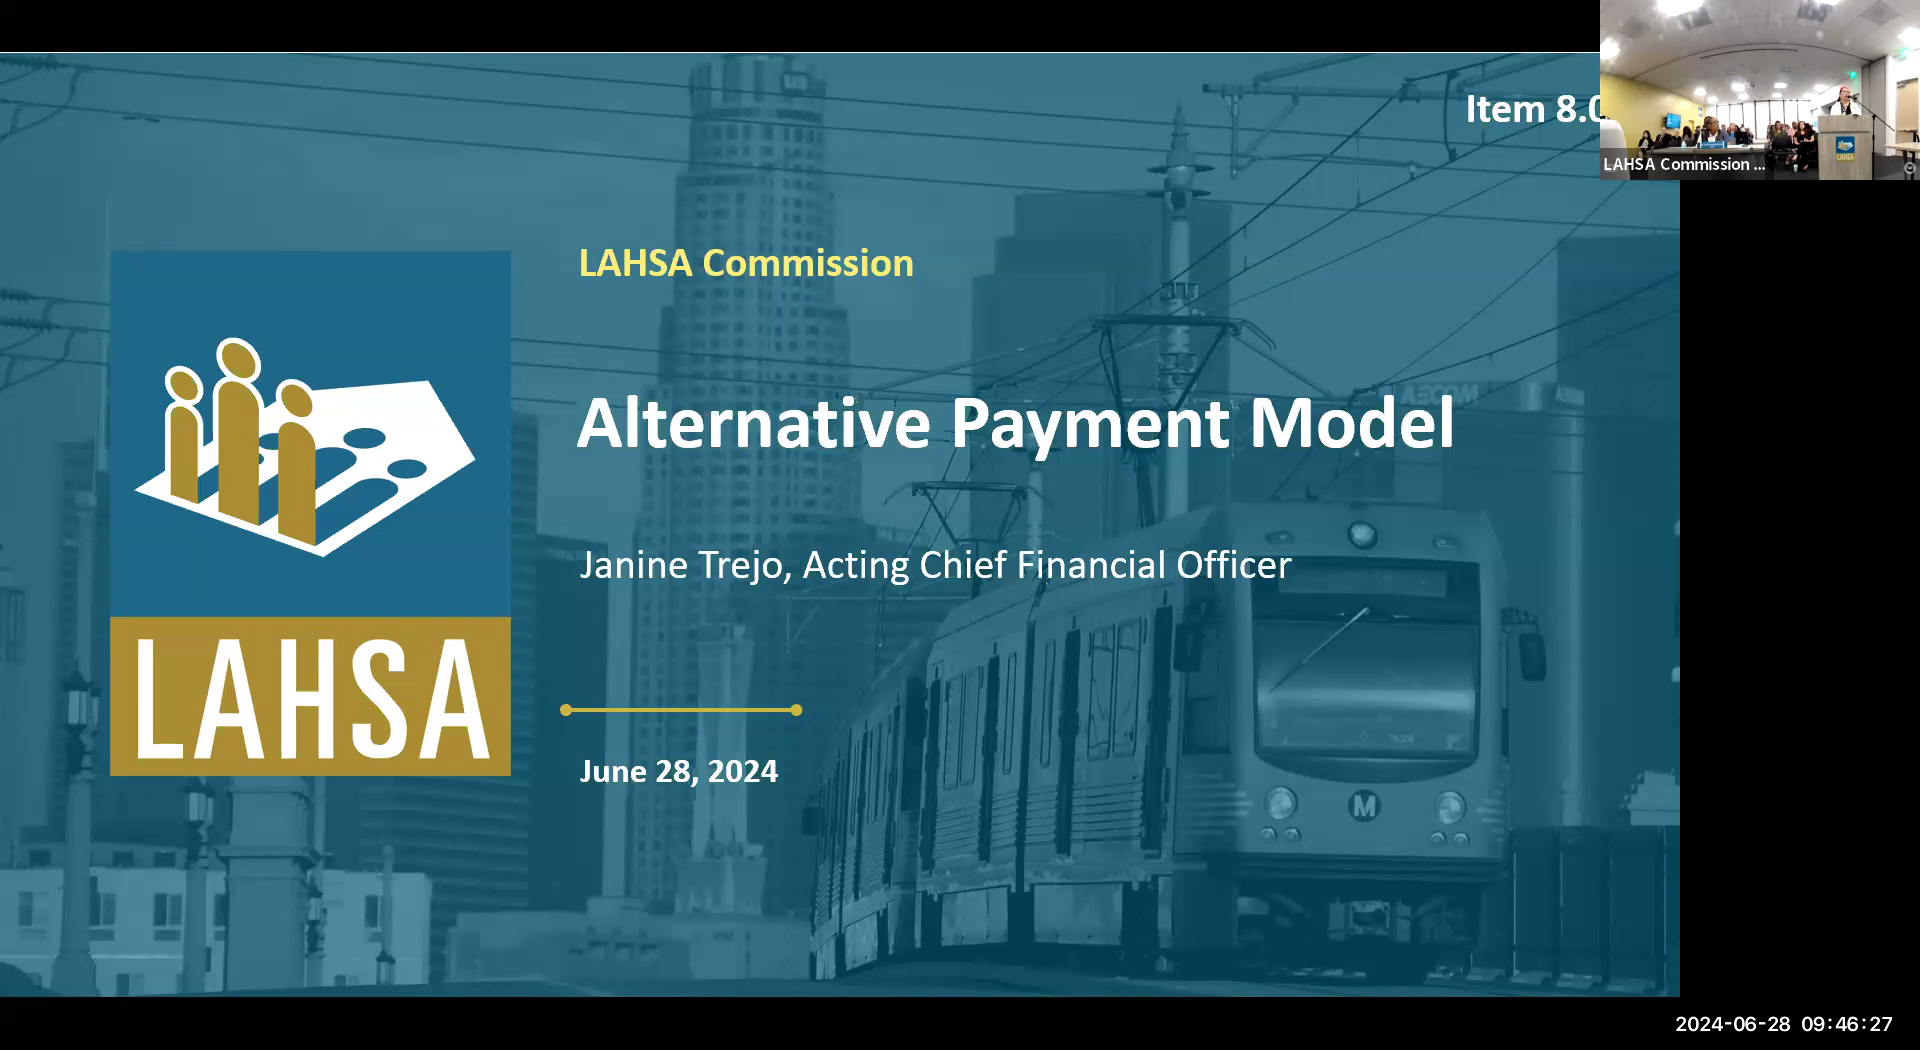 Item 8.0
LAHSA Commission ...
LAHSA Commission
Alternative Payment Model
Janine Trejo, Acting Chief Financial Officer
LAHSA
June 28, 2024
AECOM
M
2024-06-28 09:46:27